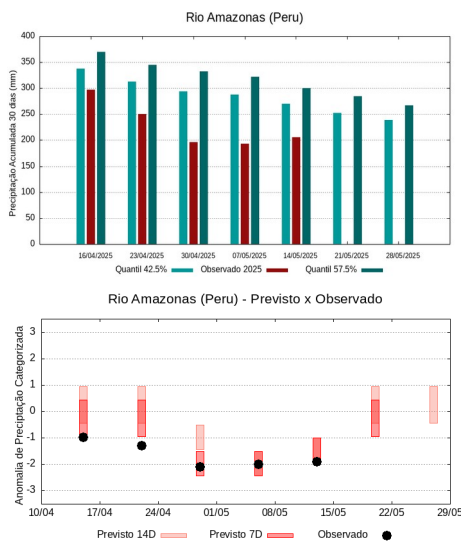 Rio Amazonas (Peru)
Precipitação Acumulada 30 dias (mm)
400
350
300
250
200
150
100
50
0
16/04/2025 23/04/2025 30/04/2025 07/05/2025 14/05/2025 21/05/2025 28/05/2025
Quantil 42.5% Observado 2025 Quantil 57.5%
Rio Amazonas (Peru) - Previsto x Observado
Anomalia de Precipitação Categorizada
3
2
1
0
-1
-2
-3
10/04 17/04 24/04 01/05 08/05 15/05 22/05 29/05
Previsto 14D Previsto 7D Observado